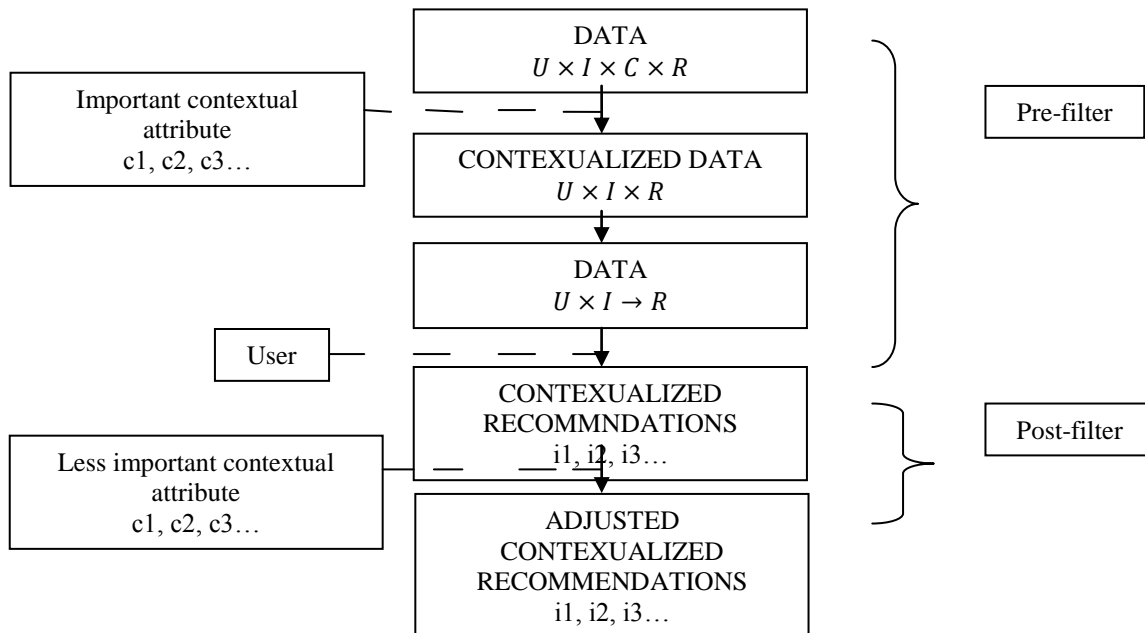 DATA
U × I × C × R
Important contextual
attribute
c1, c2, c3…
Pre-filter
CONTEXUALIZED DATA
U × I × R
DATA
U × I → R
User
CONTEXUALIZED
RECOMMNDATIONS
i1, i2, i3…
Post-filter
Less important contextual
attribute
c1, c2, c3…
ADJUSTED
CONTEXUALIZED
RECOMMENDATIONS
i1, i2, i3…